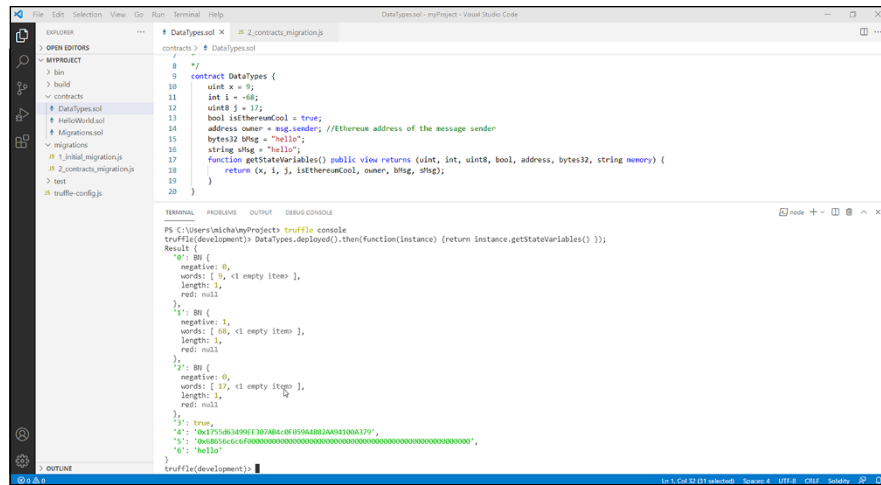 File Edit Selection View Go Run Terminal Help
DataTypes.sol - myProject - Visual Studio Code
EXPLORER
OPEN EDITORS
MYPROJECT
bin
build
contracts
DataTypes.sol
HelloWorld.sol
Migrations.sol
migrations
JS 1_initial_migration.js
JS 2_contracts_migration.js
test
JS truffle-config.js
OUTLINE
DataTypes.sol × JS 2_contracts_migration.js
contracts > DataTypes.sol
7 *
8 */
9 contract DataTypes {
10 uint x = 9;
11 int i = -68;
12 uint8 j = 17;
13 bool isEthereumCool = true;
14 address owner = msg.sender; //Ethereum address of the message sender
15 bytes32 bMsg = "hello";
16 string sMsg = "hello";
17 function getStateVariables() public view returns (uint, int, uint8, bool, address, bytes32, string memory) {
18 return (x, i, j, isEthereumCool, owner, bMsg, sMsg);
19 }
20 }
TERMINAL PROBLEMS OUTPUT DEBUG CONSOLE
node
PS C:\Users\micha\myProject> truffle console
truffle(development)> DataTypes.deployed().then(function(instance) {return instance.getStateVariables() });
Result {
'0': BN {
negative: 0,
words: [ 9, <1 empty item> ],
length: 1,
red: null
},
'1': BN {
negative: 1,
words: [ 68, <1 empty item> ],
length: 1,
red: null
},
'2': BN {
negative: 0,
words: [ 17, <1 empty item> ],
length: 1,
red: null
},
'3': true,
'4':
'5':
'6': 'hello'
}
truffle(development)>
0 0
Ln 1, Col 32 (31 selected) Spaces: 4 UTF-8 CRLF Solidity